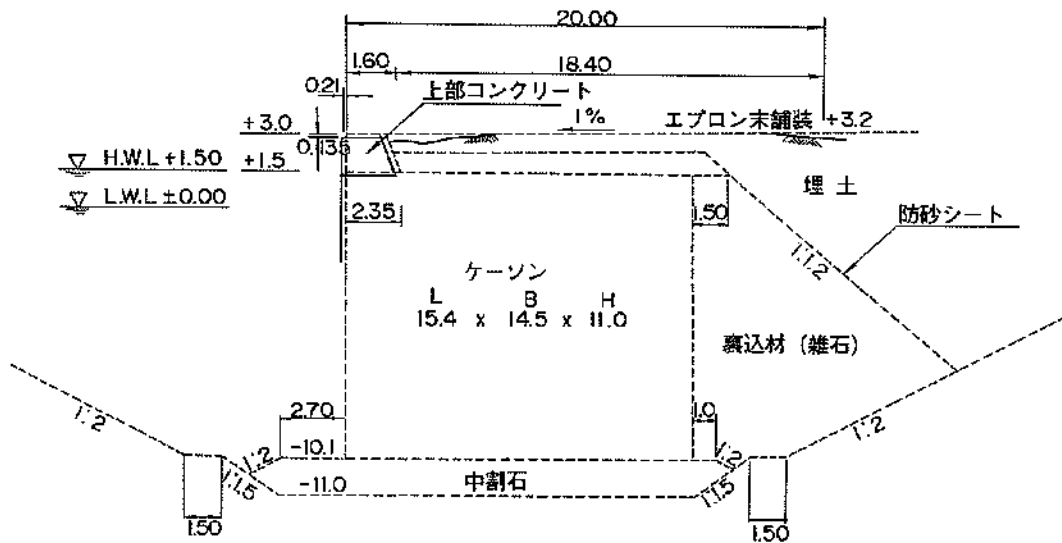 20.00
1.60
18.40
0.21
上部コンクリート
1%
エプロン末舗装 +3.2
+3.0
0.135
H.W.L +1.50
+1.5
L.W.L ±0.00
埋 土
2.35
1.50
防砂シート
1:1.2
ケーソン
L B H
15.4 x 14.5 x 11.0
裏込材 (雑石)
1:2
2.70
1.0
1:2
-10.1
1:2
1:2
1:1.5
-11.0
中割石
1:1.5
1.50
1.50